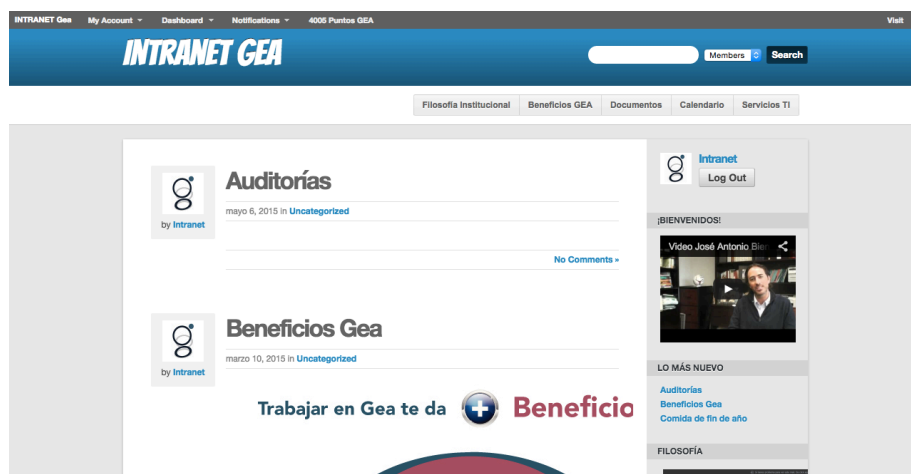 INTRANET Gea My Account Dashboard Notifications 4005 Puntos GEA Visit
INTRANET GEA
Members Search
Filosofía Institucional Beneficios GEA Documentos Calendario Servicios TI
Auditorías
mayo 6, 2015 in Uncategorized
by Intranet
No Comments »
Beneficios Gea
marzo 10, 2015 in Uncategorized
by Intranet
Trabajar en Gea te da + Beneficio
Intranet
Log Out
¡BIENVENIDOS!
Video José Antonio Bier
LO MÁS NUEVO
Auditorías
Beneficios Gea
Comida de fin de año
FILOSOFÍA